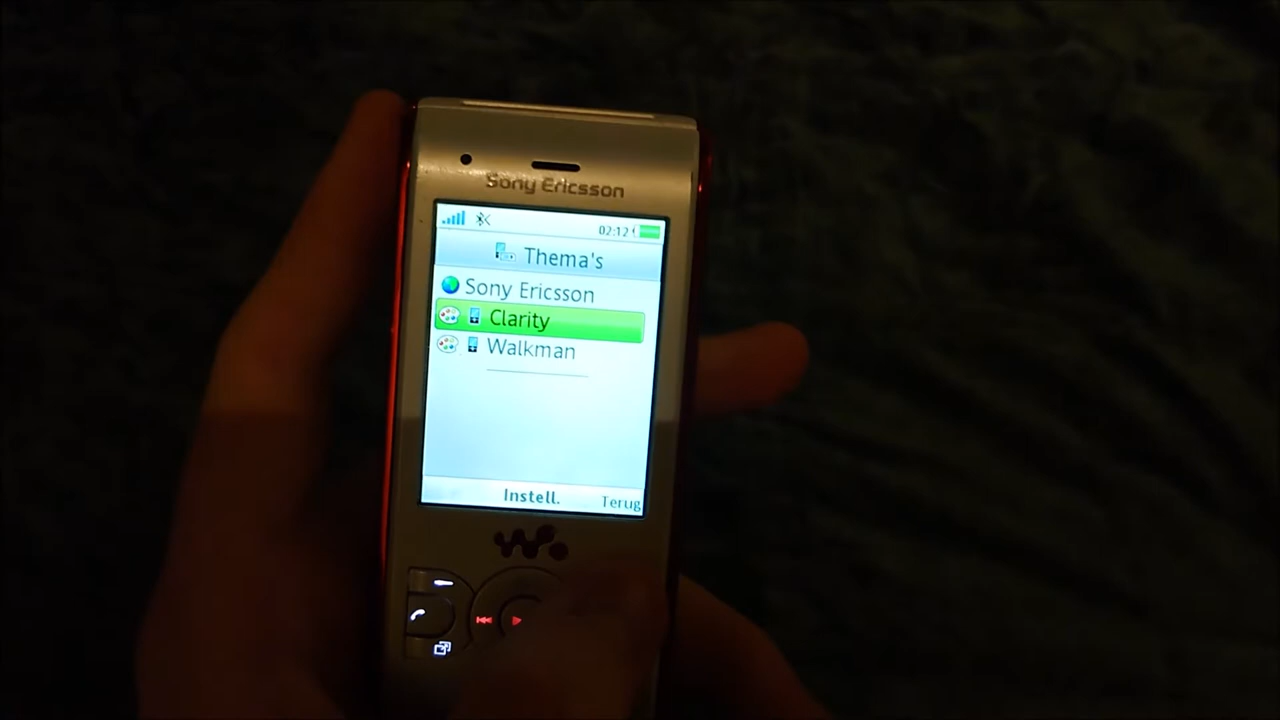 Sony Ericsson
02:12
Thema's
Sony Ericsson
Clarity
Walkman
Instell. Terug